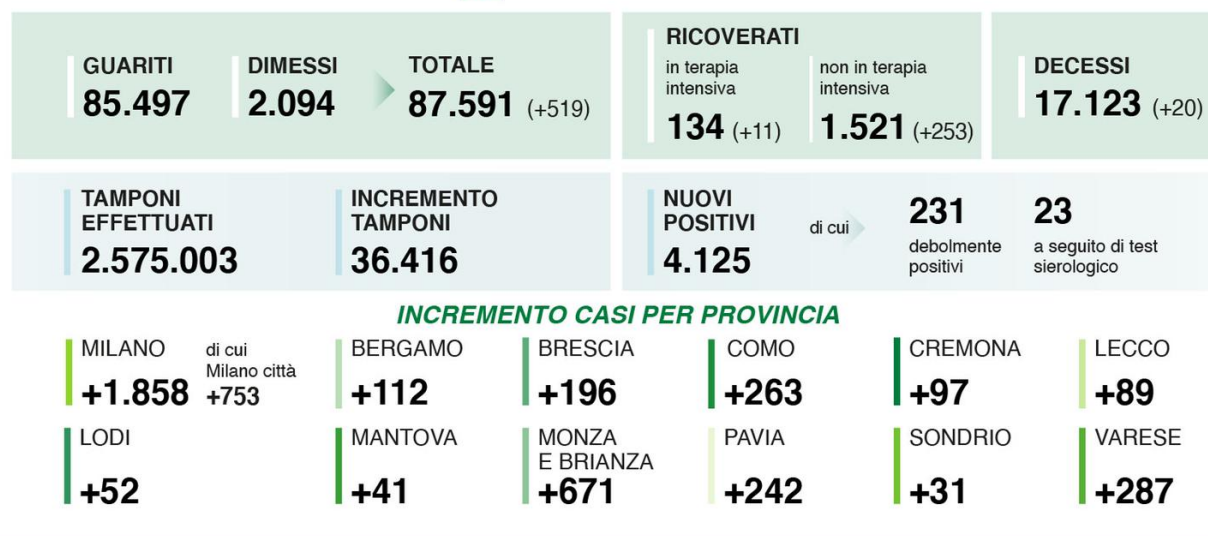 GUARITI
85.497
DIMESSI
2.094
TOTALE
87.591 (+519)
RICOVERATI
in terapia
intensiva
134 (+11)
non in terapia
intensiva
1.521 (+253)
DECESSI
17.123 (+20)
TAMPONI
EFFETTUATI
2.575.003
INCREMENTO
TAMPONI
36.416
NUOVI
POSITIVI
4.125
di cui
231
debolmente
positivi
23
a seguito di test
sierologico
INCREMENTO CASI PER PROVINCIA
MILANO
+1.858
di cui
Milano città
+753
BERGAMO
+112
BRESCIA
+196
COMO
+263
CREMONA
+97
LECCO
+89
LODI
+52
MANTOVA
+41
MONZA
E BRIANZA
+671
PAVIA
+242
SONDRIO
+31
VARESE
+287